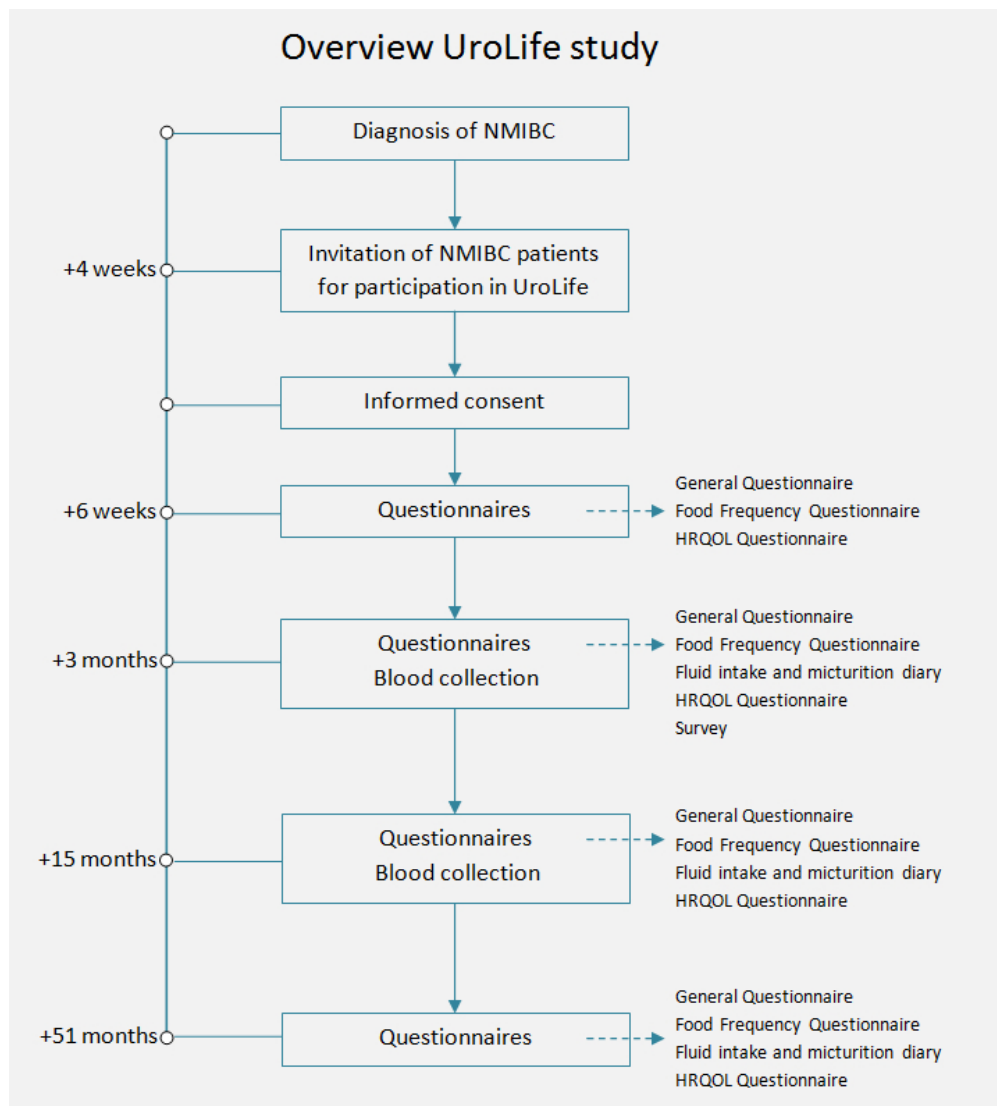 Overview UroLife study
Diagnosis of NMIBC
+4 weeks
Invitation of NMIBC patients
for participation in UroLife
Informed consent
+6 weeks
Questionnaires
General Questionnaire
Food Frequency Questionnaire
HRQOL Questionnaire
+3 months
Questionnaires
Blood collection
General Questionnaire
Food Frequency Questionnaire
Fluid intake and micturition diary
HRQOL Questionnaire
Survey
+15 months
Questionnaires
Blood collection
General Questionnaire
Food Frequency Questionnaire
Fluid intake and micturition diary
HRQOL Questionnaire
+51 months
Questionnaires
General Questionnaire
Food Frequency Questionnaire
Fluid intake and micturition diary
HRQOL Questionnaire